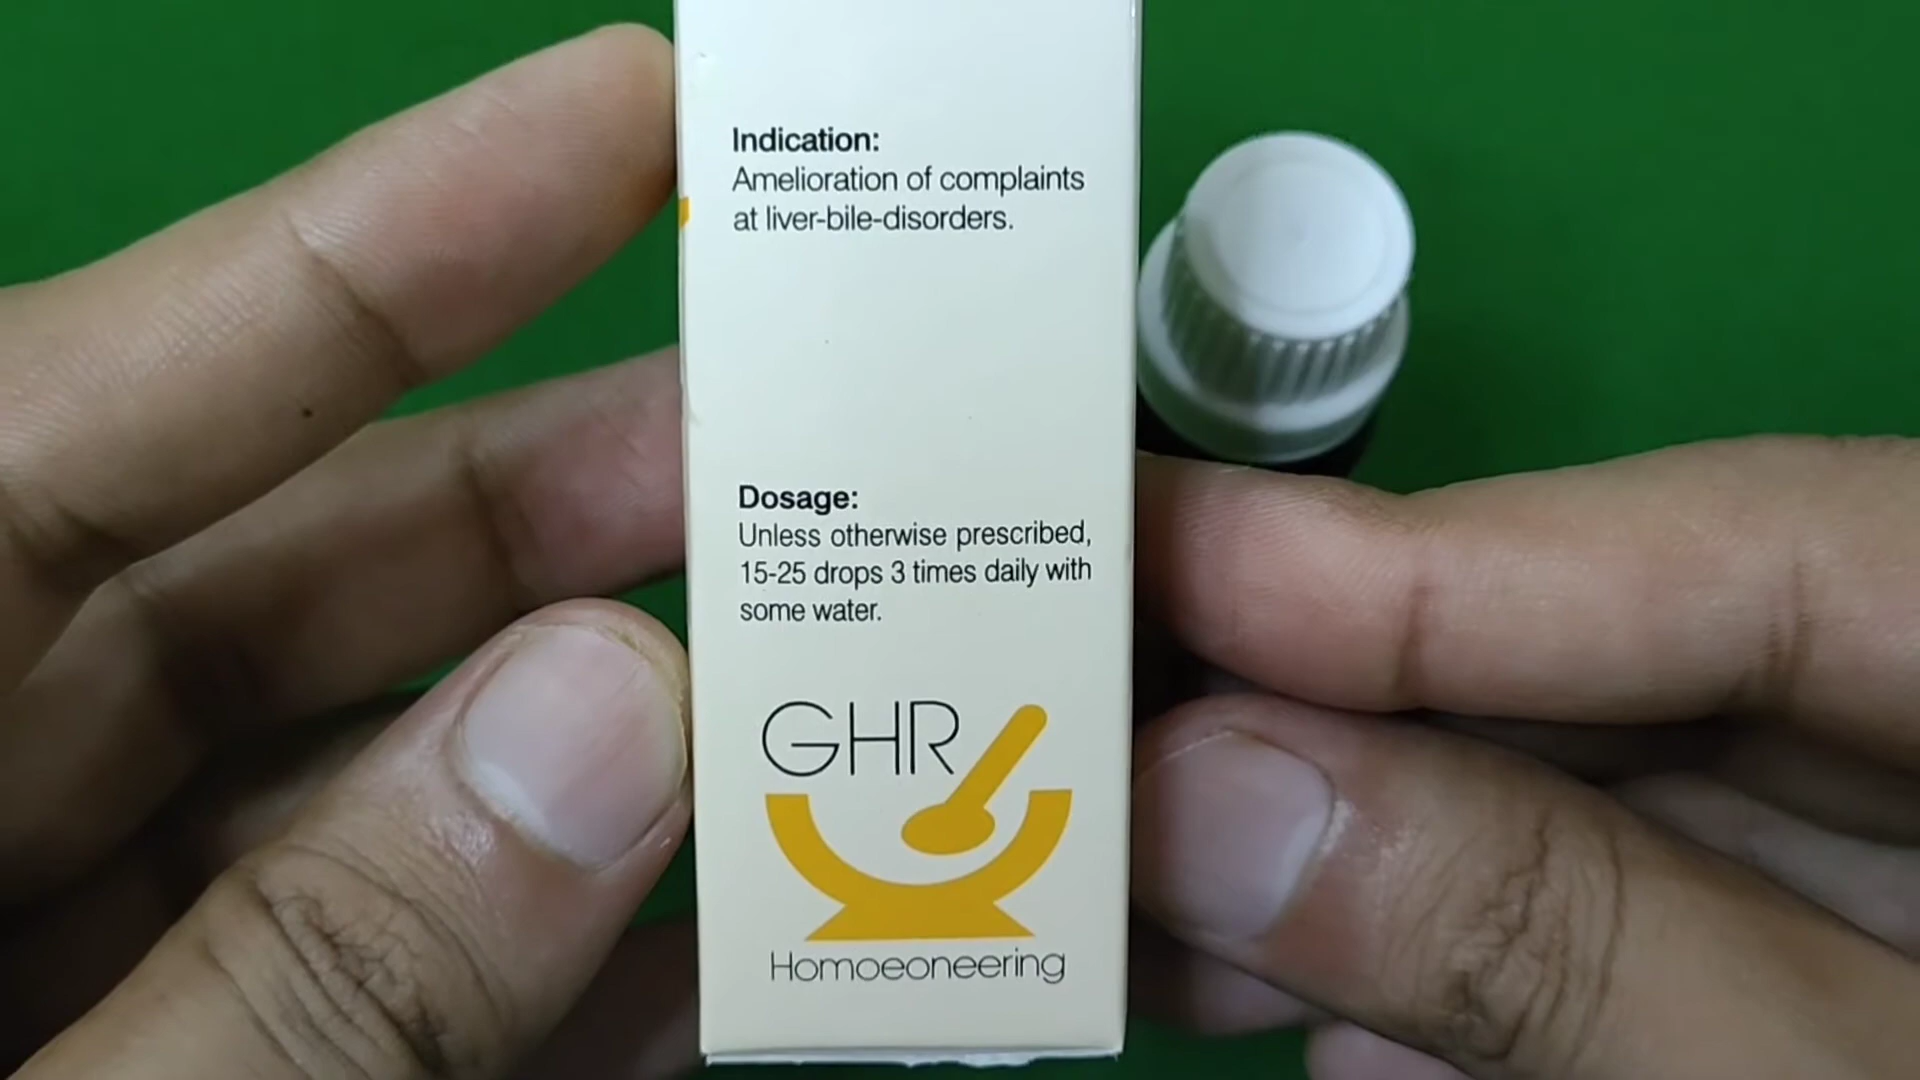 Indication:
Amelioration of complaints
at liver-bile-disorders.
Dosage:
Unless otherwise prescribed,
15-25 drops 3 times daily with
some water.
GHR
Homoeoneering